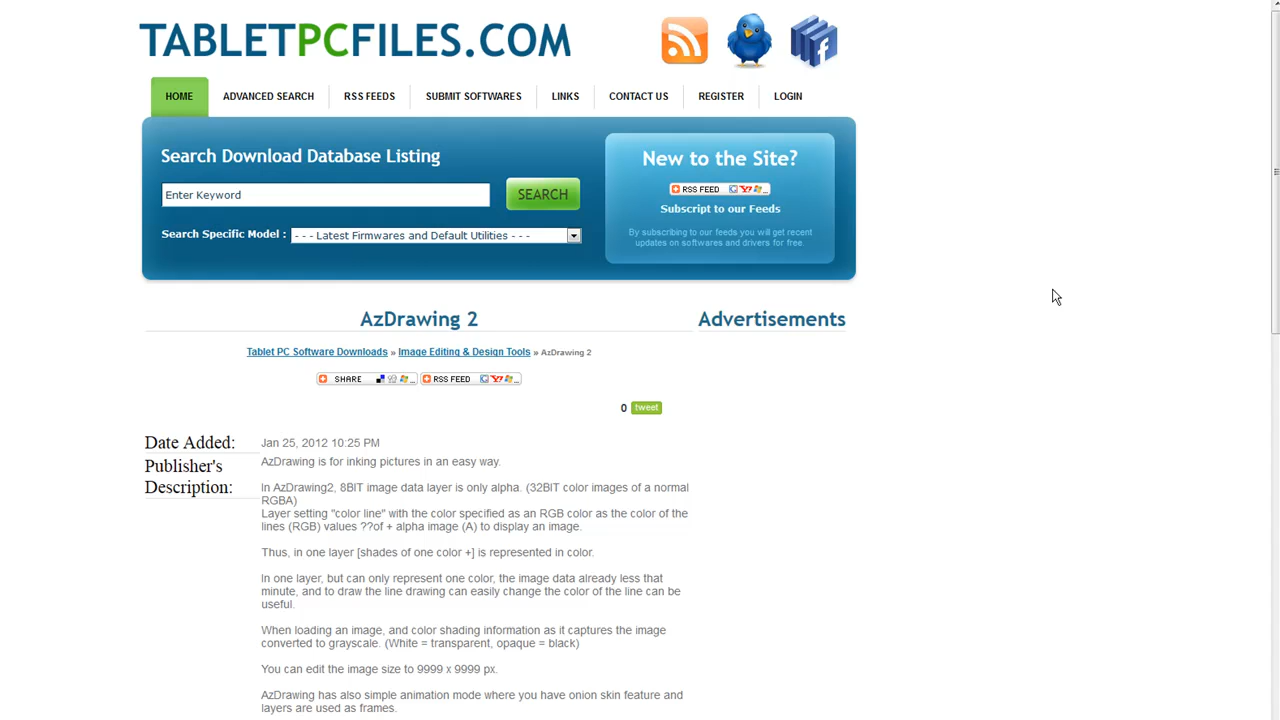 TABLETPCFILES.COM
HOME ADVANCED SEARCH RSS FEEDS SUBMIT SOFTWARES LINKS CONTACT US REGISTER LOGIN
Search Download Database Listing
Enter Keyword
SEARCH
Search Specific Model : - - - Latest Firmwares and Default Utilities - - -
New to the Site?
RSS FEED
Subscript to our Feeds
By subscribing to our feeds you will get recent
updates on softwares and drivers for free.
AzDrawing 2
Advertisements
Tablet PC Software Downloads » Image Editing & Design Tools » AzDrawing 2
SHARE RSS FEED
0 tweet
Date Added: Jan 25, 2012 10:25 PM
Publisher's
Description:
AzDrawing is for inking pictures in an easy way.
In AzDrawing2, 8BIT image data layer is only alpha. (32BIT color images of a normal
RGBA)
Layer setting "color line" with the color specified as an RGB color as the color of the
lines (RGB) values ??of + alpha image (A) to display an image.
Thus, in one layer [shades of one color +] is represented in color.
In one layer, but can only represent one color, the image data already less that
minute, and to draw the line drawing can easily change the color of the line can be
useful.
When loading an image, and color shading information as it captures the image
converted to grayscale. (White = transparent, opaque = black)
You can edit the image size to 9999 x 9999 px.
AzDrawing has also simple animation mode where you have onion skin feature and
layers are used as frames.